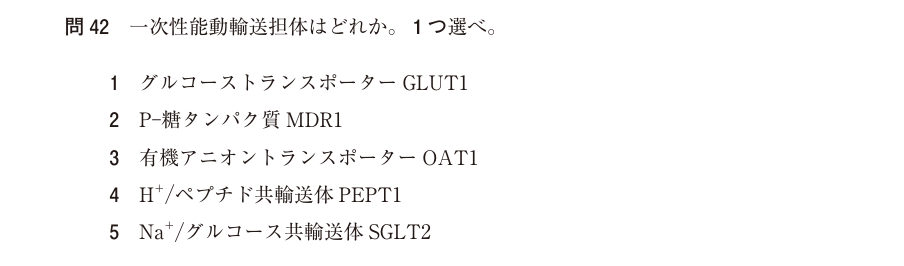 問 42　一次性能動輸送担体はどれか。1 つ選べ。
1　グルコーストランスポーター GLUT1
2　P-糖タンパク質 MDR1
3　有機アニオントランスポーター OAT1
4　H⁺/ペプチド共輸送体 PEPT1
5　Na⁺/グルコース共輸送体 SGLT2